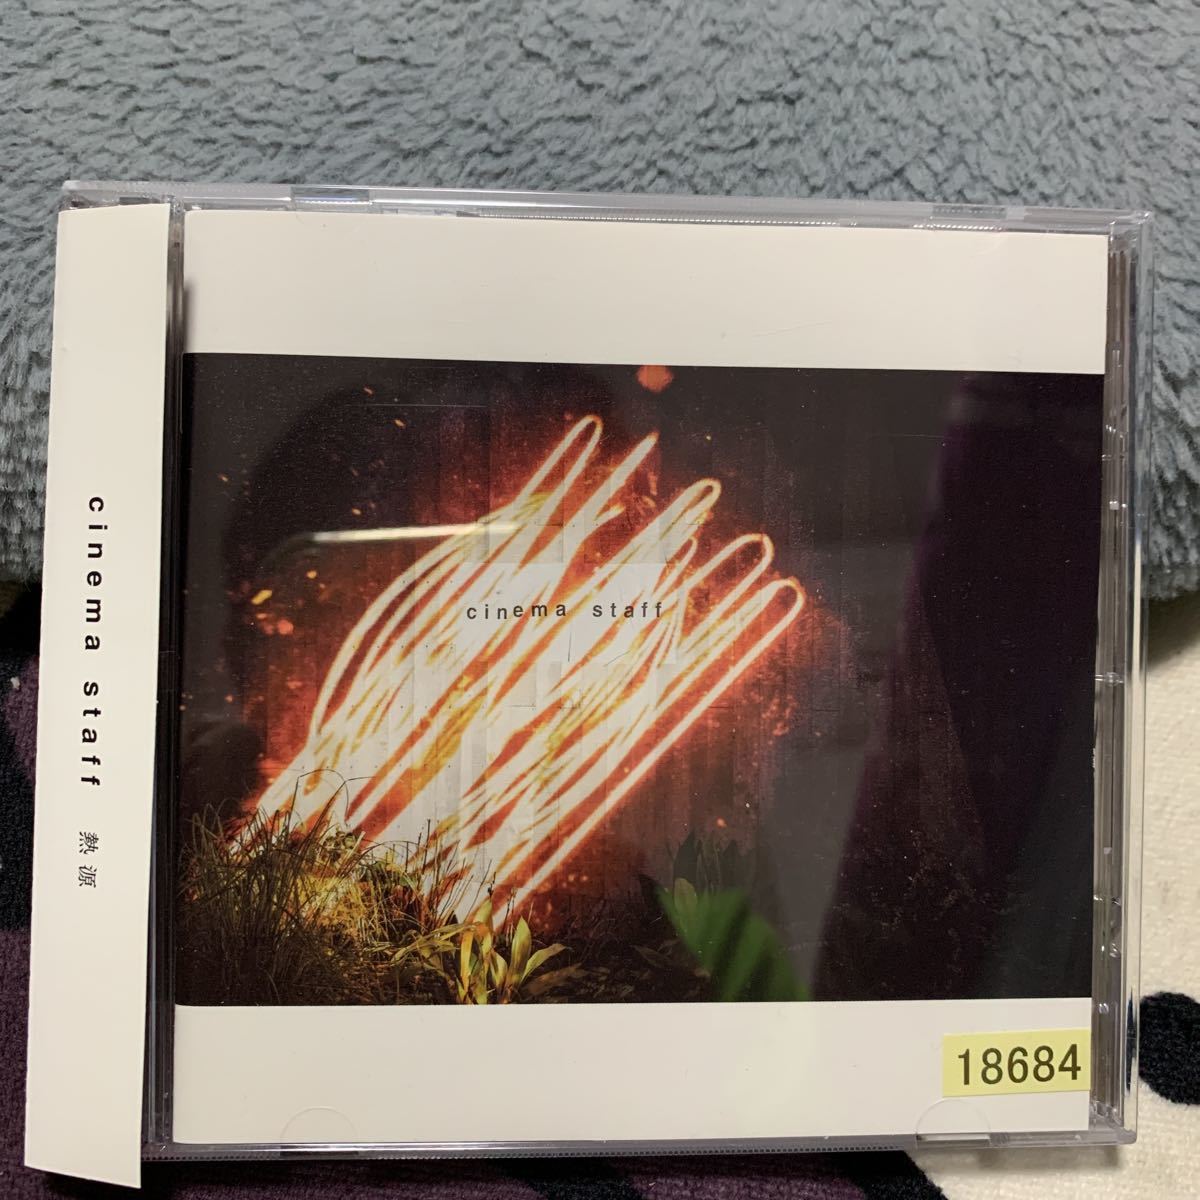 cinema staff 熱源
cinema staff
18684